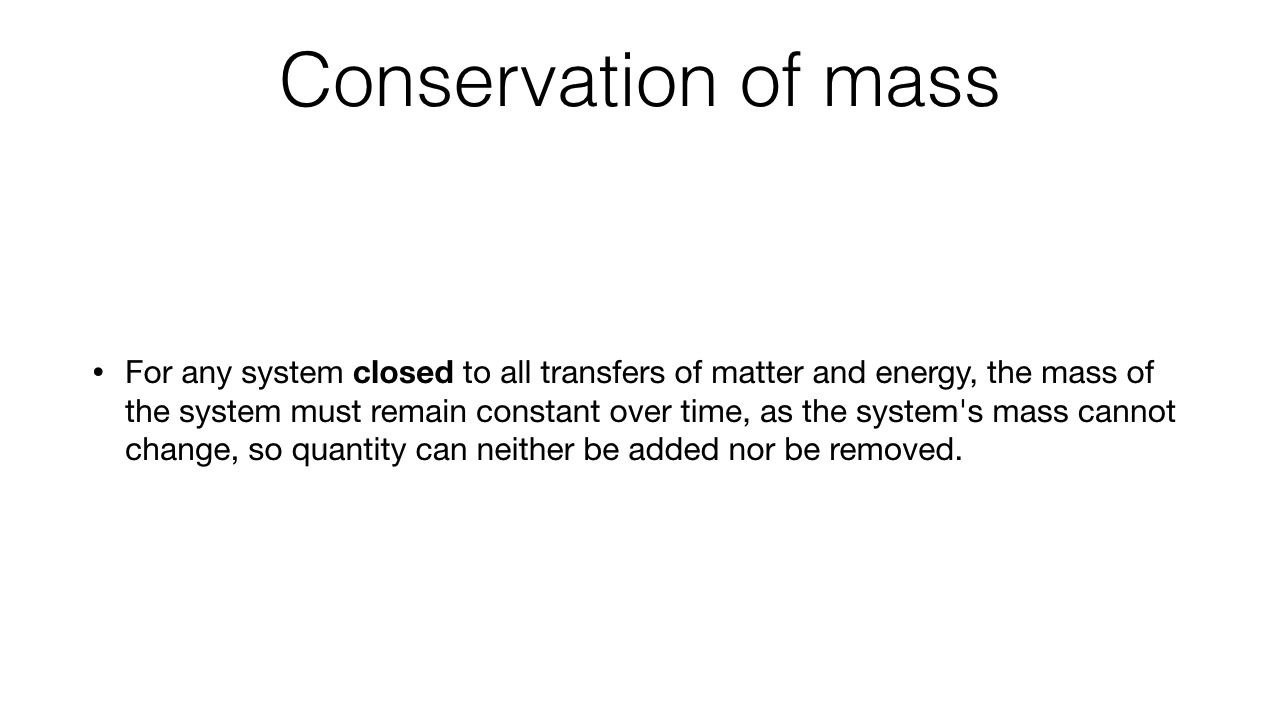 Conservation of mass
• For any system closed to all transfers of matter and energy, the mass of
the system must remain constant over time, as the system's mass cannot
change, so quantity can neither be added nor be removed.